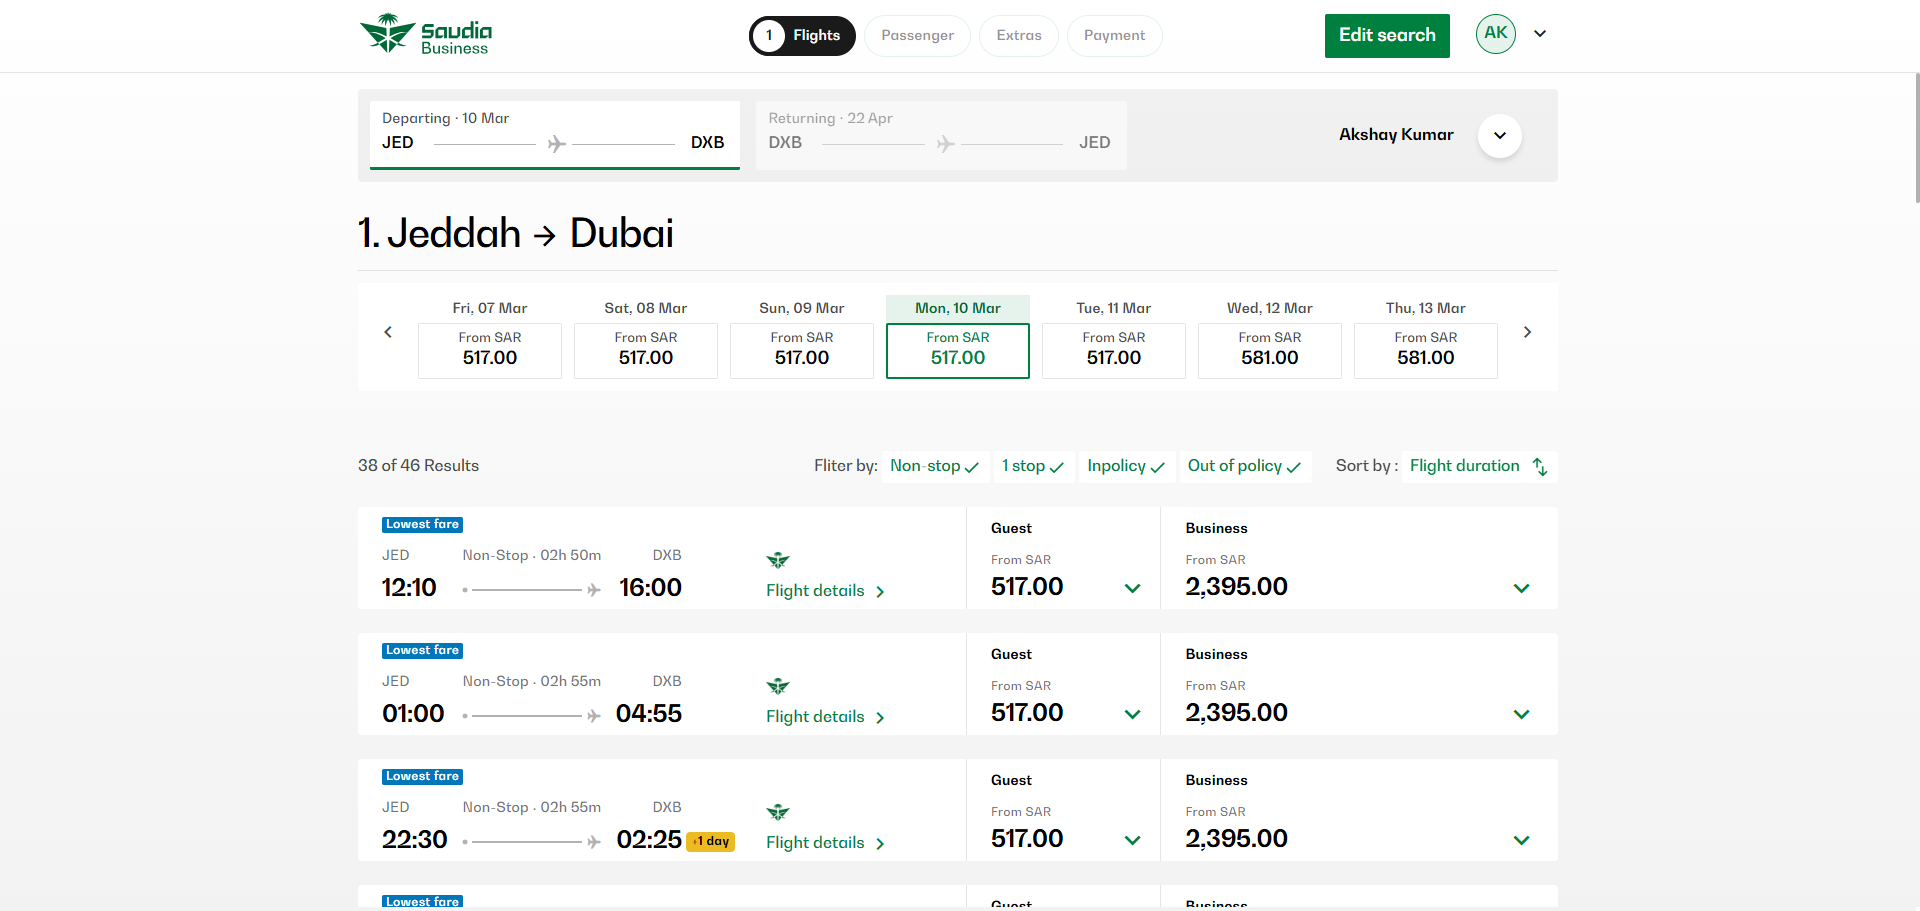 Saudia
Business
1 Flights
Passenger
Extras
Payment
Edit search
AK
Departing · 10 Mar
JED DXB
Returning · 22 Apr
DXB JED
Akshay Kumar
1. Jeddah → Dubai
Fri, 07 Mar
From SAR
517.00
Sat, 08 Mar
From SAR
517.00
Sun, 09 Mar
From SAR
517.00
Mon, 10 Mar
From SAR
517.00
Tue, 11 Mar
From SAR
517.00
Wed, 12 Mar
From SAR
581.00
Thu, 13 Mar
From SAR
581.00
38 of 46 Results
Fliter by: Non-stop 1 stop Inpolicy Out of policy Sort by : Flight duration
Lowest fare
JED Non-Stop · 02h 50m DXB
12:10 16:00
Flight details
Guest
From SAR
517.00
Business
From SAR
2,395.00
Lowest fare
JED Non-Stop · 02h 55m DXB
01:00 04:55
Flight details
Guest
From SAR
517.00
Business
From SAR
2,395.00
Lowest fare
JED Non-Stop · 02h 55m DXB
22:30 02:25 +1 day
Flight details
Guest
From SAR
517.00
Business
From SAR
2,395.00
Lowest fare
Guest
Business